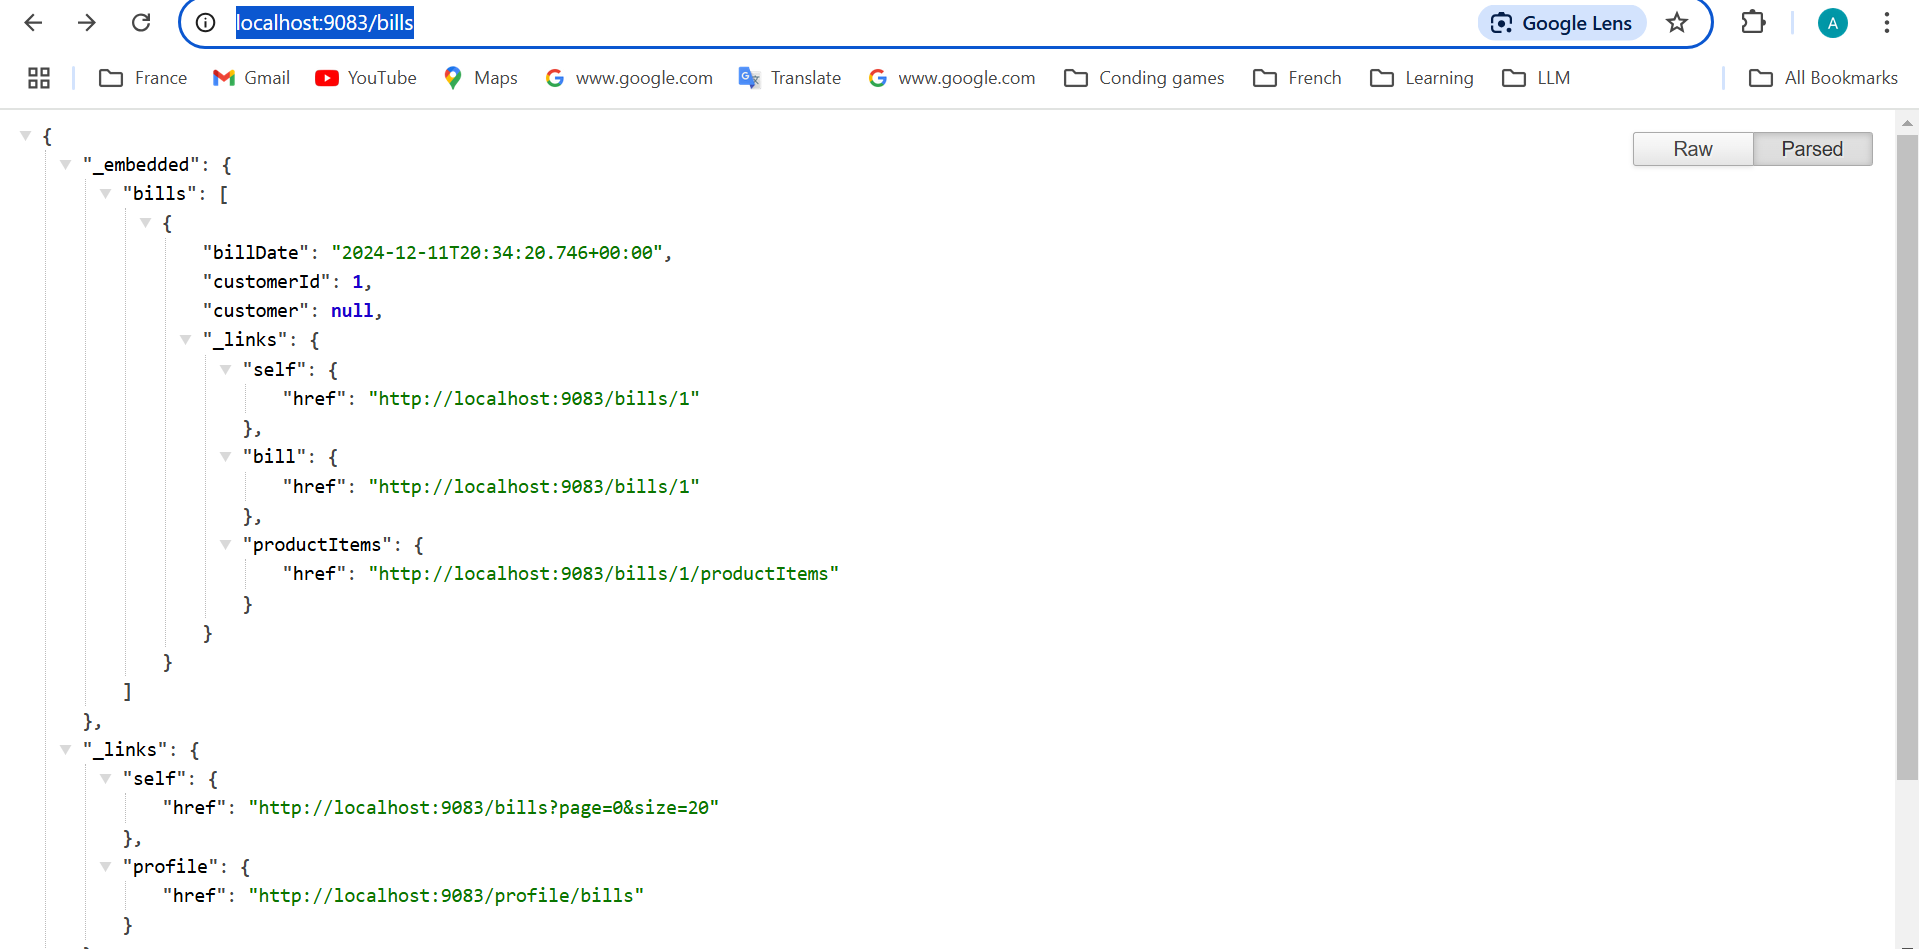 localhost:9083/bills
Google Lens
A
France
Gmail
YouTube
Maps
www.google.com
Translate
www.google.com
Conding games
French
Learning
LLM
All Bookmarks
Raw
Parsed
{
"_embedded": {
"bills": [
{
"billDate": "2024-12-11T20:34:20.746+00:00",
"customerId": 1,
"customer": null,
"_links": {
"self": {
"href": "http://localhost:9083/bills/1"
},
"bill": {
"href": "http://localhost:9083/bills/1"
},
"productItems": {
"href": "http://localhost:9083/bills/1/productItems"
}
}
}
]
},
"_links": {
"self": {
"href": "http://localhost:9083/bills?page=0&size=20"
},
"profile": {
"href": "http://localhost:9083/profile/bills"
}